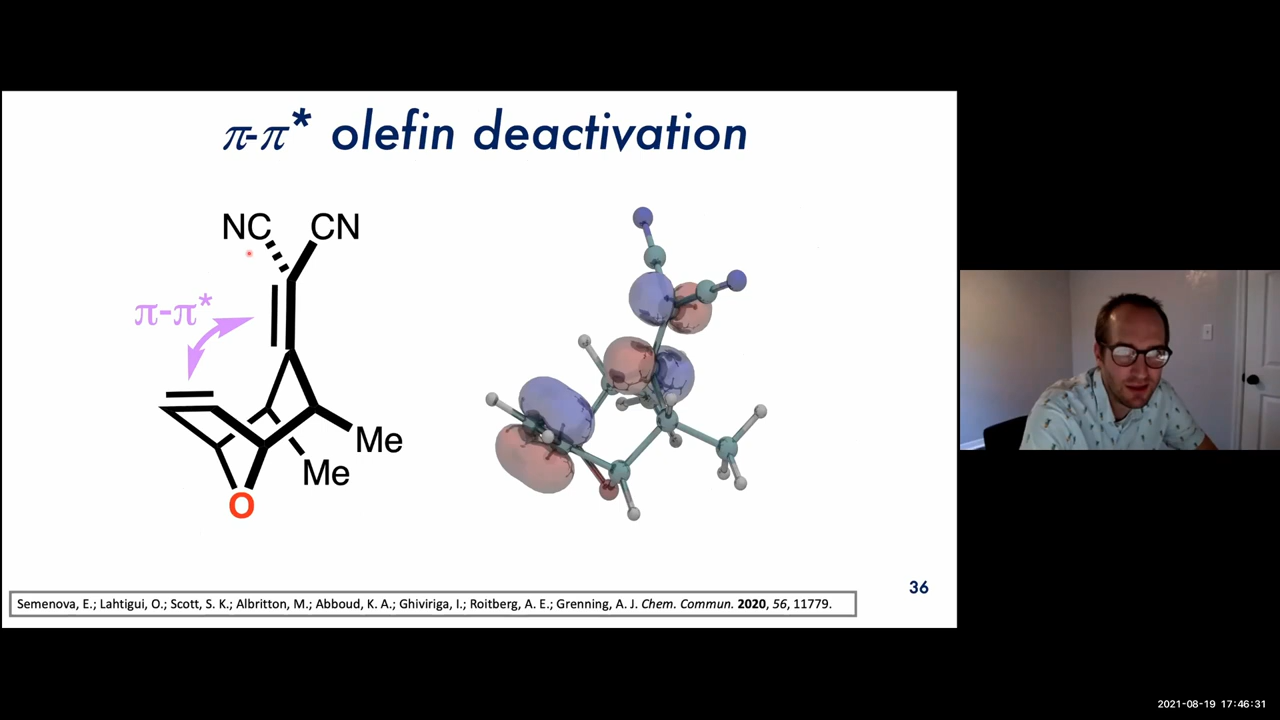 π-π* olefin deactivation
NC CN
π-π*
Me
Me
O
36
Semenova, E.; Lahtigui, O.; Scott, S. K.; Albritton, M.; Abboud, K. A.; Ghiviriga, I.; Roitberg, A. E.; Grenning, A. J. Chem. Commun. 2020, 56, 11779.
2021-08-19 17:46:31